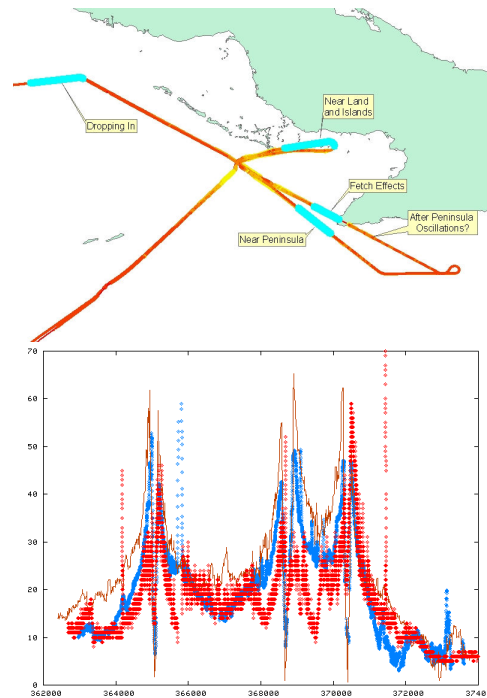 Near Land
and Islands
Dropping In
Fetch Effects
After Peninsula
Oscillations?
Near Peninsula
70
60
50
40
30
20
10
0
362000
364000
366000
368000
370000
372000
3740